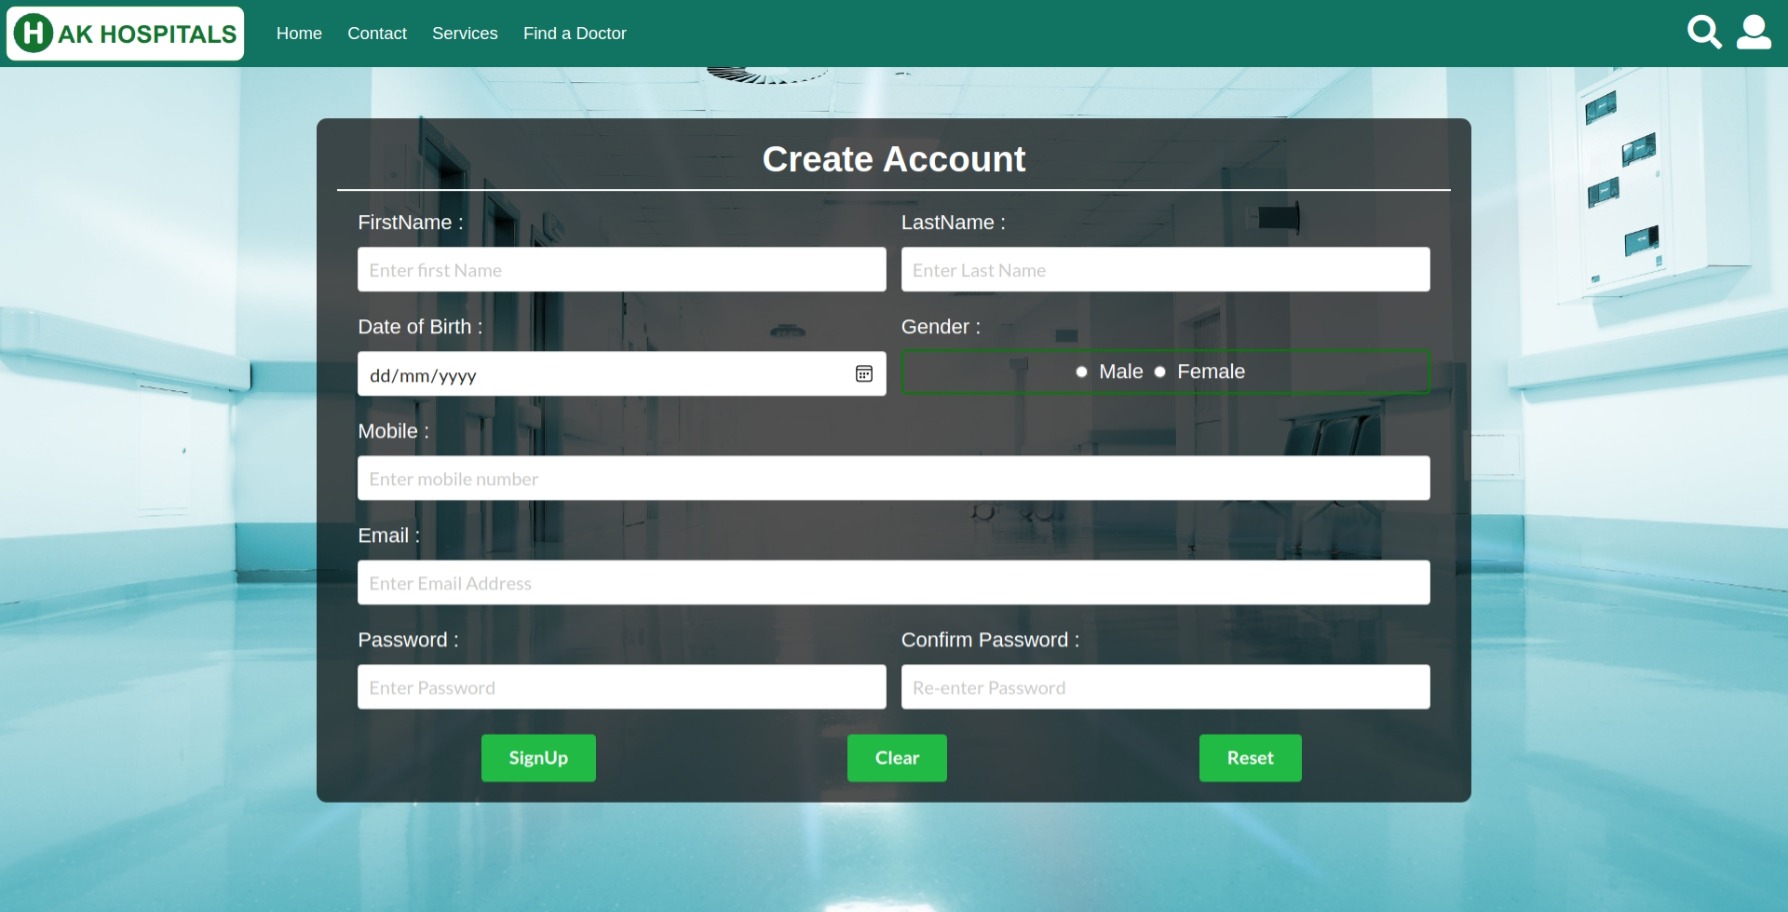 H AK HOSPITALS Home Contact Services Find a Doctor
Create Account
FirstName : LastName :
Enter first Name Enter Last Name
Date of Birth : Gender :
dd/mm/yyyy Male Female
Mobile :
Enter mobile number
Email :
Enter Email Address
Password : Confirm Password :
Enter Password Re-enter Password
SignUp Clear Reset